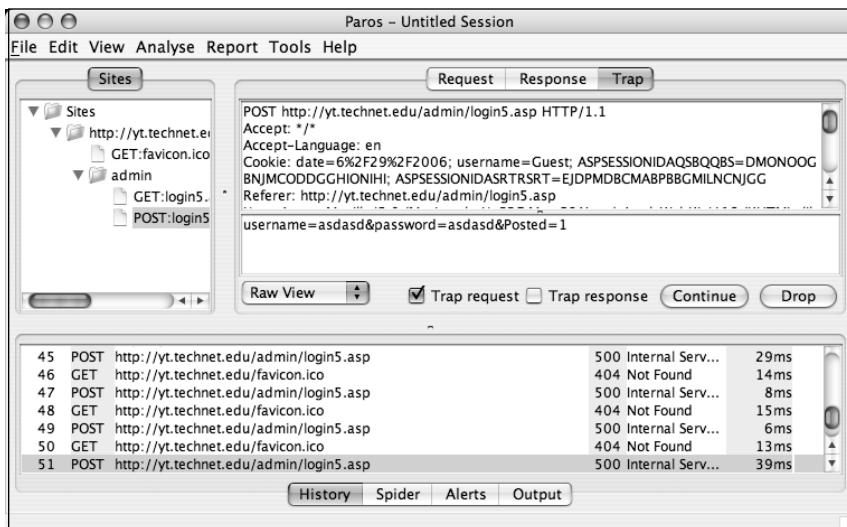 Paros – Untitled Session
File Edit View Analyse Report Tools Help
Sites
Sites
http://yt.technet.e
GET:favicon.ico
admin
GET:login5.
POST:login5
Request Response Trap
POST http://yt.technet.edu/admin/login5.asp HTTP/1.1
Accept: */*
Accept-Language: en
Cookie: date=6%2F29%2F2006; username=Guest; ASPSESSIONIDAQSBQQBS=DMONOOG
BNJMCODDGGHIONIHI; ASPSESSIONIDASRTRSRT=EJDPMDBCMABPBBGMILNCNJGG
Referer: http://yt.technet.edu/admin/login5.asp
username=asdasd&password=asdasd&Posted=1
Raw View Trap request Trap response Continue Drop
45 POST http://yt.technet.edu/admin/login5.asp 500 Internal Serv... 29ms
46 GET http://yt.technet.edu/favicon.ico 404 Not Found 14ms
47 POST http://yt.technet.edu/admin/login5.asp 500 Internal Serv... 8ms
48 GET http://yt.technet.edu/favicon.ico 404 Not Found 15ms
49 POST http://yt.technet.edu/admin/login5.asp 500 Internal Serv... 6ms
50 GET http://yt.technet.edu/favicon.ico 404 Not Found 13ms
51 POST http://yt.technet.edu/admin/login5.asp 500 Internal Serv... 39ms
History Spider Alerts Output